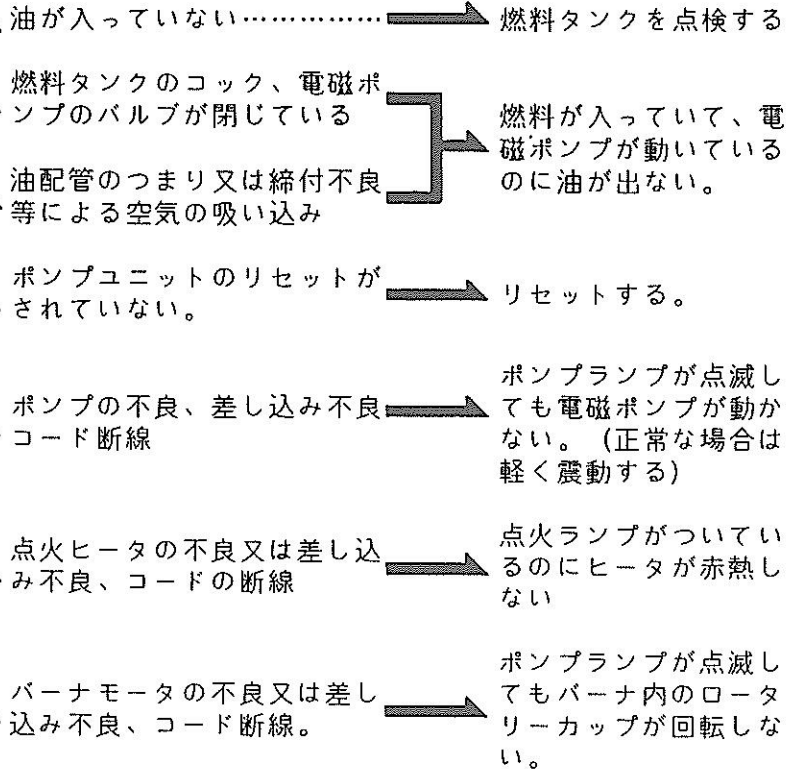 油が入っていない……………
燃料タンクを点検する
燃料タンクのコック、電磁ポ
ンプのバルブが閉じている
油配管のつまり又は締付不良
等による空気の吸い込み
燃料が入っていて、電
磁ポンプが動いている
のに油が出ない。
ポンプユニットのリセットが
されていない。
リセットする。
ポンプの不良、差し込み不良
コード断線
ポンプランプが点滅し
ても電磁ポンプが動か
ない。(正常な場合は
軽く震動する)
点火ヒータの不良又は差し込
み不良、コードの断線
点火ランプがついてい
るのにヒータが赤熱し
ない
バーナモータの不良又は差し
込み不良、コード断線。
ポンプランプが点滅し
てもバーナ内のロータ
リーカップが回転しな
い。